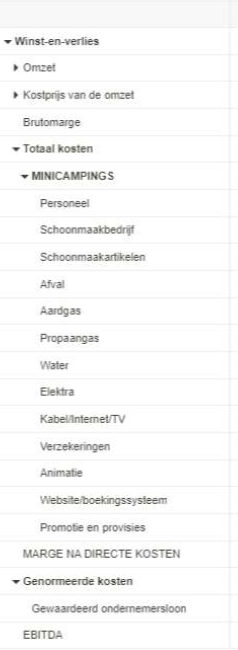 Winst-en-verlies
Omzet
Kostprijs van de omzet
Brutomarge
Totaal kosten
MINICAMPINGS
Personeel
Schoonmaakbedrijf
Schoonmaakartikelen
Afval
Aardgas
Propaangas
Water
Elektra
Kabel/Internet/TV
Verzekeringen
Animatie
Website/boekingssysteem
Promotie en provisies
MARGE NA DIRECTE KOSTEN
Genormeerde kosten
Gewaardeerd ondernemersloon
EBITDA